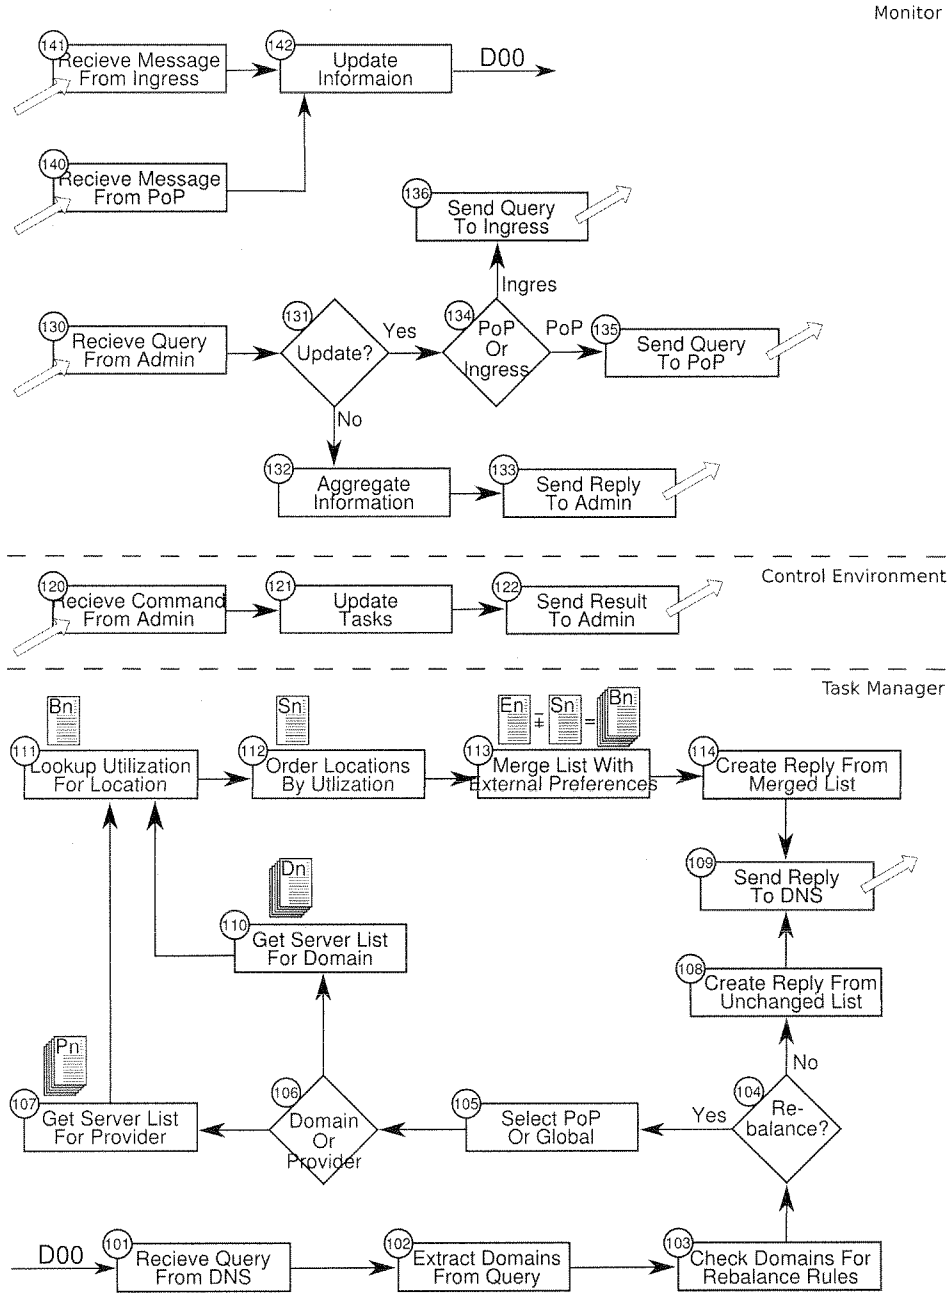 Monitor
141
Recieve Message
From Ingress
142
Update
Informaion
D00
140
Recieve Message
From PoP
136
Send Query
To Ingress
Ingres
130
Recieve Query
From Admin
131
Update?
Yes
134
PoP
Or
Ingress
PoP
135
Send Query
To PoP
No
132
Aggregate
Information
133
Send Reply
To Admin
Control Environment
120
Recieve Command
From Admin
121
Update
Tasks
122
Send Result
To Admin
Task Manager
Bn
Sn
En ∓ Sn = Bn
111
Lookup Utilization
For Location
112
Order Locations
By Utlization
113
Merge List With
External Preferences
114
Create Reply From
Merged List
109
Send Reply
To DNS
Dn
110
Get Server List
For Domain
108
Create Reply From
Unchanged List
No
Pn
107
Get Server List
For Provider
106
Domain
Or
Provider
105
Select PoP
Or Global
Yes
104
Re-
balance?
D00
101
Recieve Query
From DNS
102
Extract Domains
From Query
103
Check Domains For
Rebalance Rules